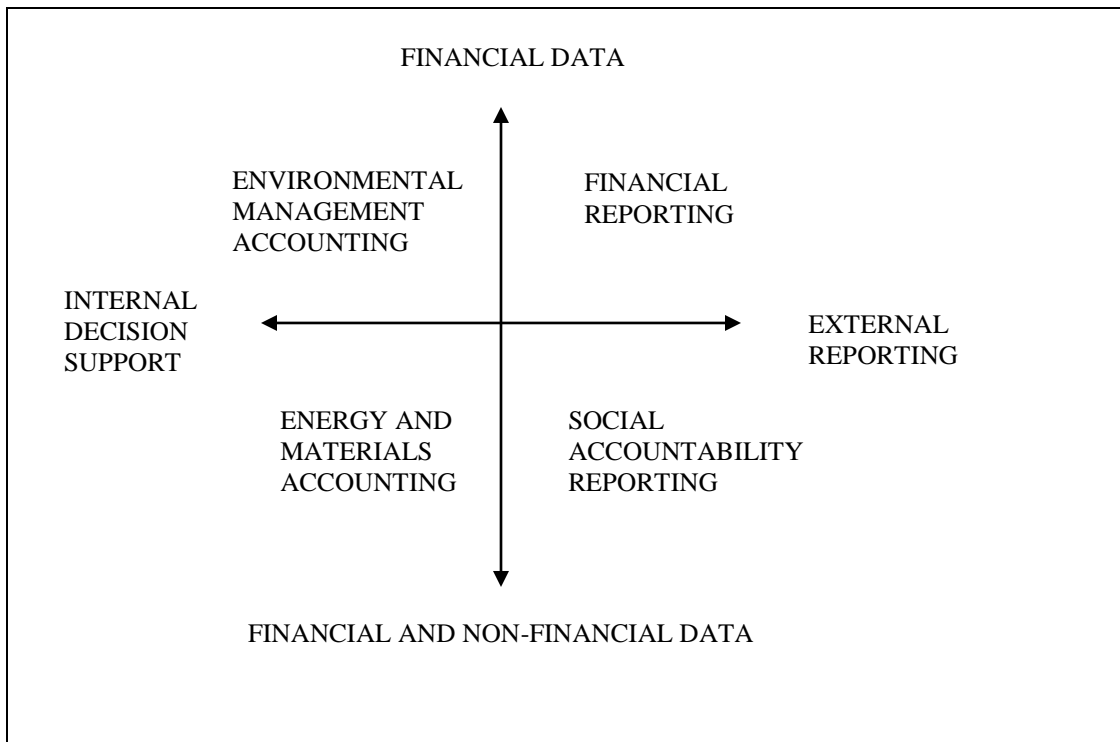 FINANCIAL DATA
ENVIRONMENTAL
MANAGEMENT
ACCOUNTING
FINANCIAL
REPORTING
INTERNAL
DECISION
SUPPORT
EXTERNAL
REPORTING
ENERGY AND
MATERIALS
ACCOUNTING
SOCIAL
ACCOUNTABILITY
REPORTING
FINANCIAL AND NON-FINANCIAL DATA